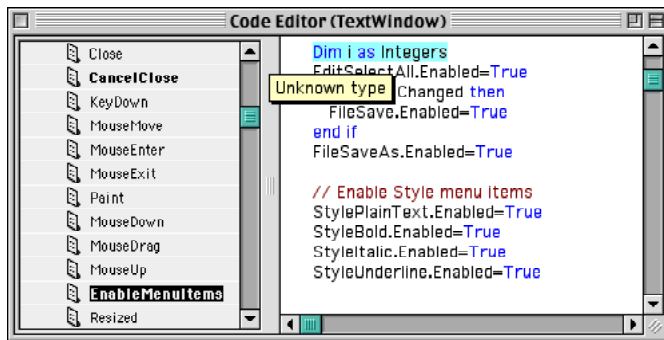 Code Editor (TextWindow)
Close
CancelClose
KeyDown
MouseMove
MouseEnter
MouseExit
Paint
MouseDown
MouseDrag
MouseUp
EnableMenuItems
Resized
Dim i as Integers
EditSelectAll.Enabled=True
Unknown type
Changed then
FileSave.Enabled=True
end if
FileSaveAs.Enabled=True
// Enable Style menu items
StylePlainText.Enabled=True
StyleBold.Enabled=True
StyleItalic.Enabled=True
StyleUnderline.Enabled=True